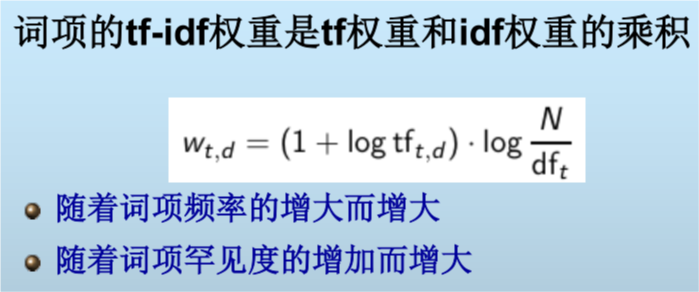 词项的tf-idf权重是tf权重和idf权重的乘积
w_{t,d} = (1 + log tf_{t,d}) · log \frac{N}{df_t}
随着词项频率的增大而增大
随着词项罕见度的增加而增大